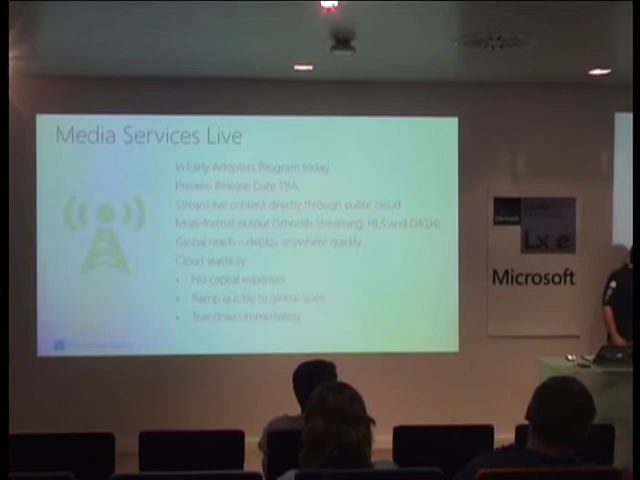 Media Services Live
In Early Adopters Program today
Preview Release Date TBA
Stream live content directly through public cloud
Multi-format output (Smooth Streaming, HLS and DASH)
Global reach – deploy anywhere quickly
Cloud elasticity
• No capital expenses
• Ramp quickly to global scale
• Tear down immediately
Microsoft